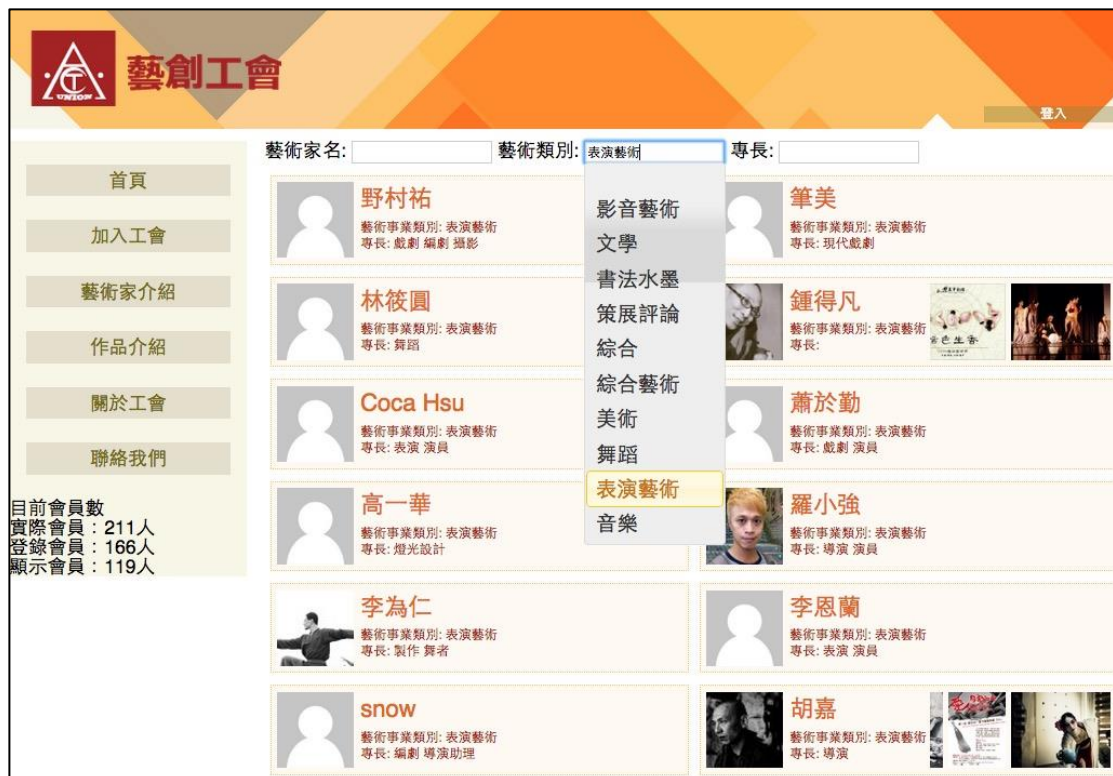 UNION
藝創工會
登入
首頁
加入工會
藝術家介紹
作品介紹
關於工會
聯絡我們
目前會員數
實際會員：211人
登錄會員：166人
顯示會員：119人
藝術家名: 藝術類別: 表演藝術 專長:
影音藝術
文學
書法水墨
策展評論
綜合
綜合藝術
美術
舞蹈
表演藝術
音樂
野村祐
藝術事業類別: 表演藝術
專長: 戲劇 編劇 攝影
筆美
藝術事業類別: 表演藝術
專長: 現代戲劇
林筱圓
藝術事業類別: 表演藝術
專長: 舞蹈
鍾得凡
藝術事業類別: 表演藝術
專長:
Coca Hsu
藝術事業類別: 表演藝術
專長: 表演 演員
蕭於勤
藝術事業類別: 表演藝術
專長: 戲劇 演員
高一華
藝術事業類別: 表演藝術
專長: 燈光設計
羅小強
藝術事業類別: 表演藝術
專長: 導演 演員
李為仁
藝術事業類別: 表演藝術
專長: 製作 舞者
李恩蘭
藝術事業類別: 表演藝術
專長: 表演 演員
snow
藝術事業類別: 表演藝術
專長: 編劇 導演助理
胡嘉
藝術事業類別: 表演藝術
專長: 導演